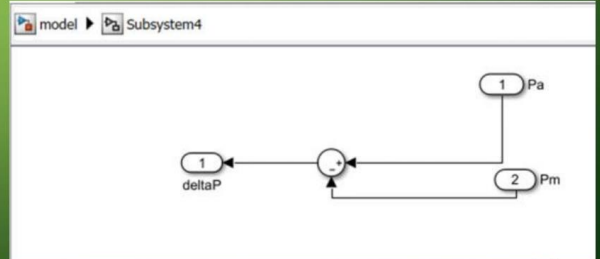 model ▶ Subsystem4
1 Pa
1
deltaP
+
−
2 Pm